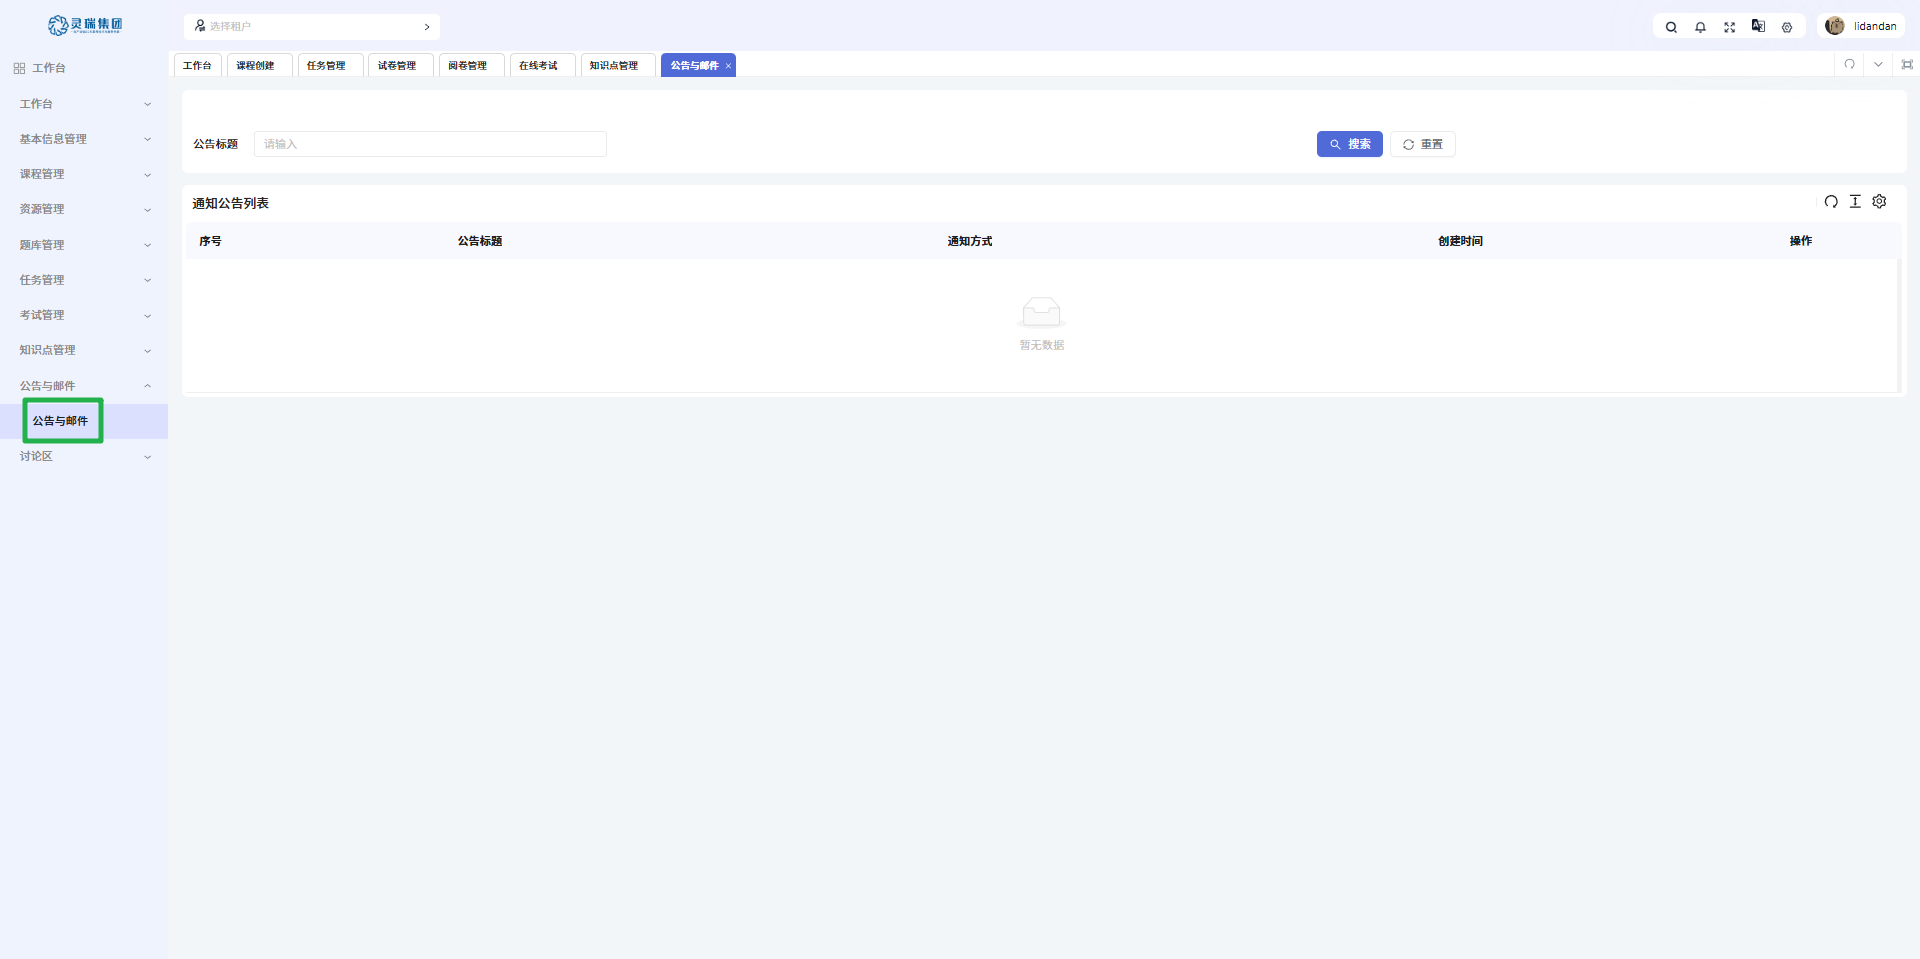 灵瑞集团
选择租户
lidandan
工作台
工作台
基本信息管理
课程管理
资源管理
题库管理
任务管理
考试管理
知识点管理
公告与邮件
公告与邮件
讨论区
工作台 课程创建 任务管理 试卷管理 阅卷管理 在线考试 知识点管理 公告与邮件
公告标题 请输入 搜索 重置
通知公告列表
序号 公告标题 通知方式 创建时间 操作
暂无数据